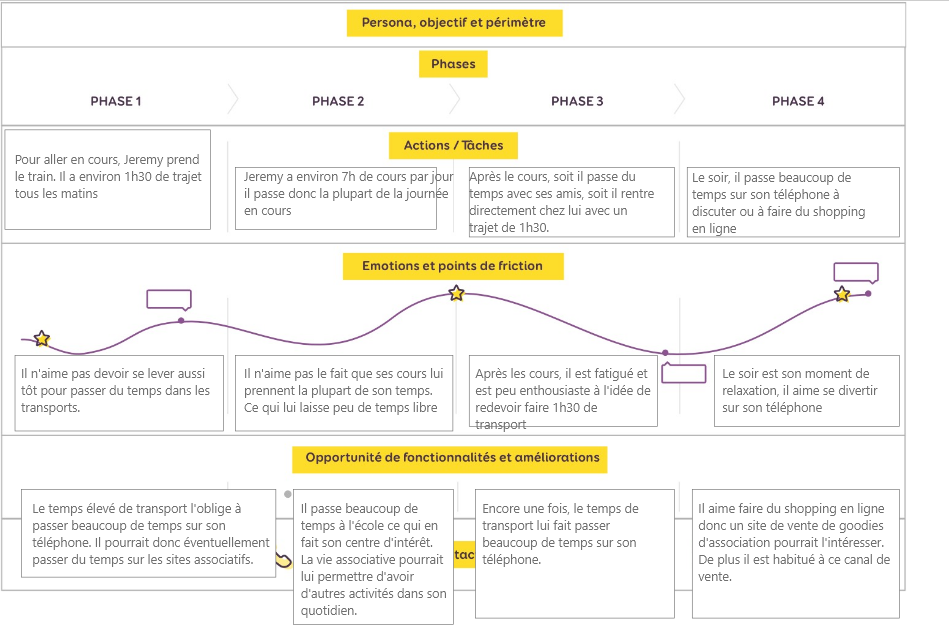 Persona, objectif et périmètre
Phases
PHASE 1
PHASE 2
PHASE 3
PHASE 4
Actions / Tâches
Pour aller en cours, Jeremy prend
le train. Il a environ 1h30 de trajet
tous les matins
Jeremy a environ 7h de cours par jour
il passe donc la plupart de la journée
en cours
Après le cours, soit il passe du
temps avec ses amis, soit il rentre
directement chez lui avec un
trajet de 1h30.
Le soir, il passe beaucoup de
temps sur son téléphone à
discuter ou à faire du shopping
en ligne
Emotions et points de friction
Il n'aime pas devoir se lever aussi
tôt pour passer du temps dans les
transports.
Il n'aime pas le fait que ses cours lui
prennent la plupart de son temps.
Ce qui lui laisse peu de temps libre
Après les cours, il est fatigué et
est peu enthousiaste à l'idée de
redevoir faire 1h30 de
transport
Le soir est son moment de
relaxation, il aime se divertir
sur son téléphone
Opportunité de fonctionnalités et améliorations
Le temps élevé de transport l'oblige à
passer beaucoup de temps sur son
téléphone. Il pourrait donc éventuellement
passer du temps sur les sites associatifs.
Il passe beaucoup de
temps à l'école ce qui en
fait son centre d'intérêt.
La vie associative pourrait
lui permettre d'avoir
d'autres activités dans son
quotidien.
tac
Encore une fois, le temps de
transport lui fait passer
beaucoup de temps sur son
téléphone.
Il aime faire du shopping en ligne
donc un site de vente de goodies
d'association pourrait l'intéresser.
De plus il est habitué à ce canal de
vente.